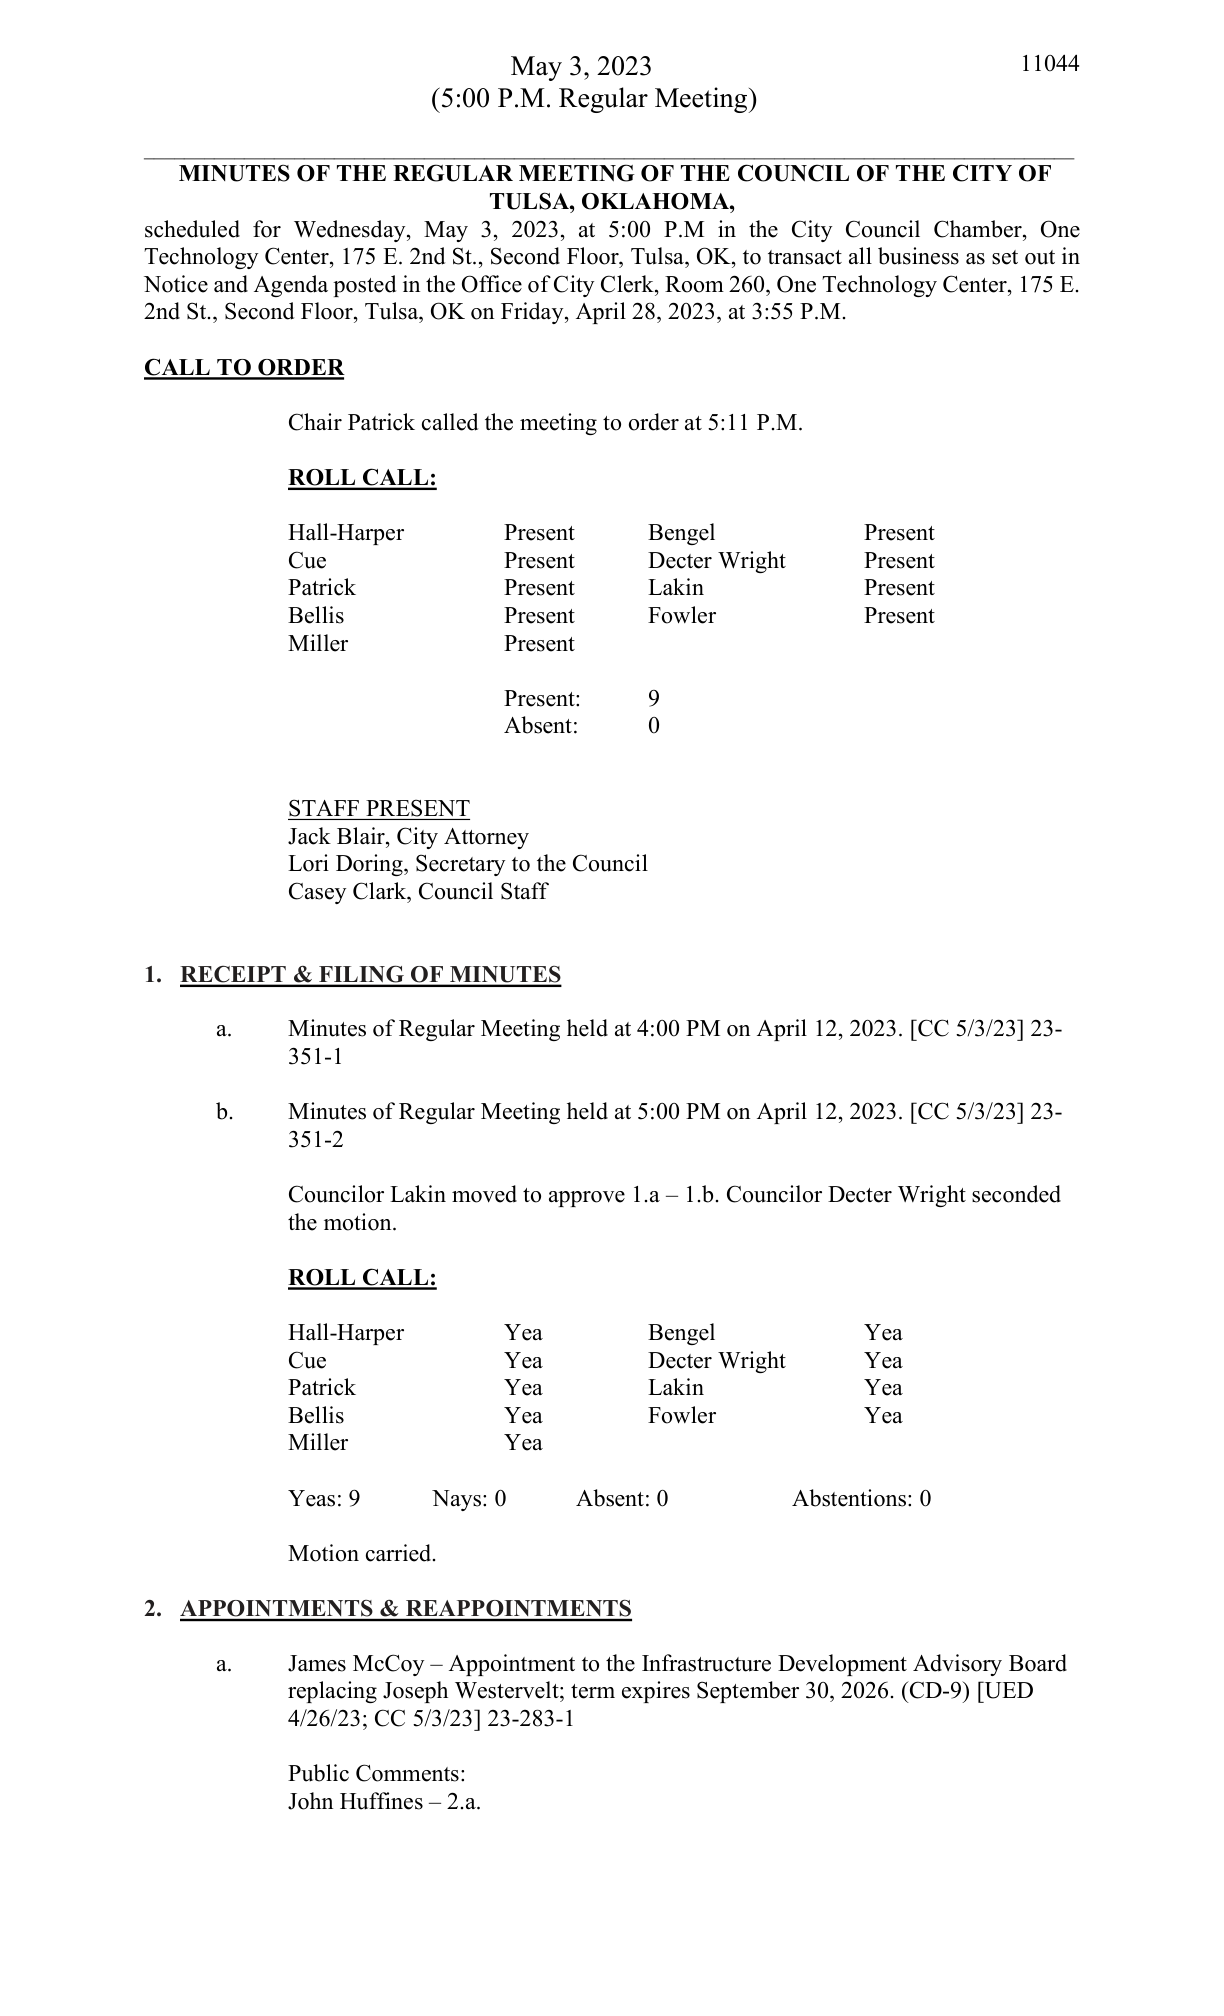 May 3, 2023
11044
(5:00 P.M. Regular Meeting)
MINUTES OF THE REGULAR MEETING OF THE COUNCIL OF THE CITY OF
TULSA, OKLAHOMA,
scheduled for Wednesday, May 3, 2023, at 5:00 P.M in the City Council Chamber, One
Technology Center, 175 E. 2nd St., Second Floor, Tulsa, OK, to transact all business as set out in
Notice and Agenda posted in the Office of City Clerk, Room 260, One Technology Center, 175 E.
2nd St., Second Floor, Tulsa, OK on Friday, April 28, 2023, at 3:55 P.M.
CALL TO ORDER
Chair Patrick called the meeting to order at 5:11 P.M.
ROLL CALL:
Hall-Harper Present Bengel Present
Cue Present Decter Wright Present
Patrick Present Lakin Present
Bellis Present Fowler Present
Miller Present
Present: 9
Absent: 0
STAFF PRESENT
Jack Blair, City Attorney
Lori Doring, Secretary to the Council
Casey Clark, Council Staff
1. RECEIPT & FILING OF MINUTES
a. Minutes of Regular Meeting held at 4:00 PM on April 12, 2023. [CC 5/3/23] 23-
351-1
b. Minutes of Regular Meeting held at 5:00 PM on April 12, 2023. [CC 5/3/23] 23-
351-2
Councilor Lakin moved to approve 1.a – 1.b. Councilor Decter Wright seconded
the motion.
ROLL CALL:
Hall-Harper Yea Bengel Yea
Cue Yea Decter Wright Yea
Patrick Yea Lakin Yea
Bellis Yea Fowler Yea
Miller Yea
Yeas: 9 Nays: 0 Absent: 0 Abstentions: 0
Motion carried.
2. APPOINTMENTS & REAPPOINTMENTS
a. James McCoy – Appointment to the Infrastructure Development Advisory Board
replacing Joseph Westervelt; term expires September 30, 2026. (CD-9) [UED
4/26/23; CC 5/3/23] 23-283-1
Public Comments:
John Huffines – 2.a.